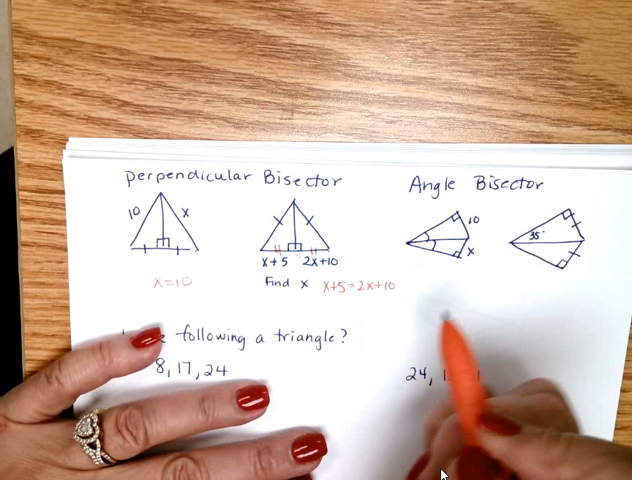 Perpendicular Bisector
Angle Bisector
10 x
x+5 2x+10
10
x
35°
x=10
Find x x+5=2x+10
following a triangle?
8, 17, 24
24,